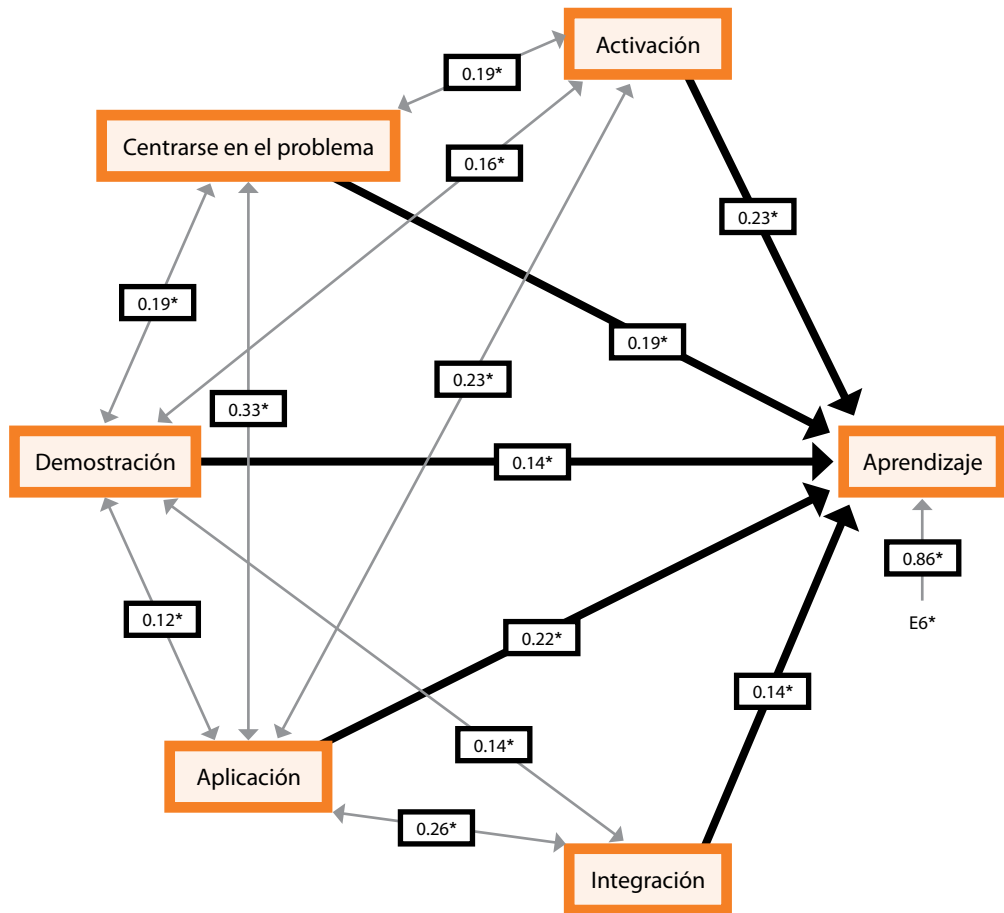 Activación
0.19*
Centrarse en el problema
0.16*
0.23*
0.19*
0.19*
0.23*
0.33*
Demostración
0.14*
Aprendizaje
0.86*
E6*
0.12*
0.22*
0.14*
0.14*
Aplicación
0.26*
Integración